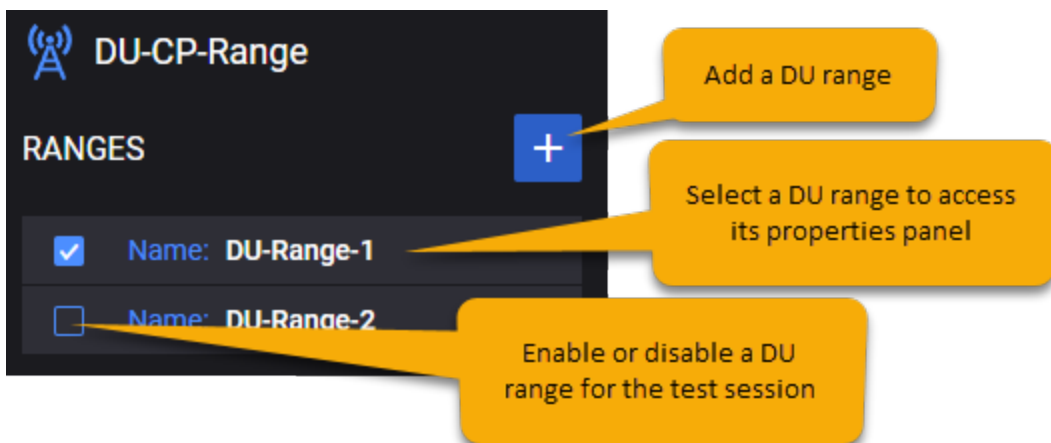 DU-CP-Range
Add a DU range
RANGES
+
Select a DU range to access
its properties panel
Name: DU-Range-1
Name: DU-Range-2
Enable or disable a DU
range for the test session